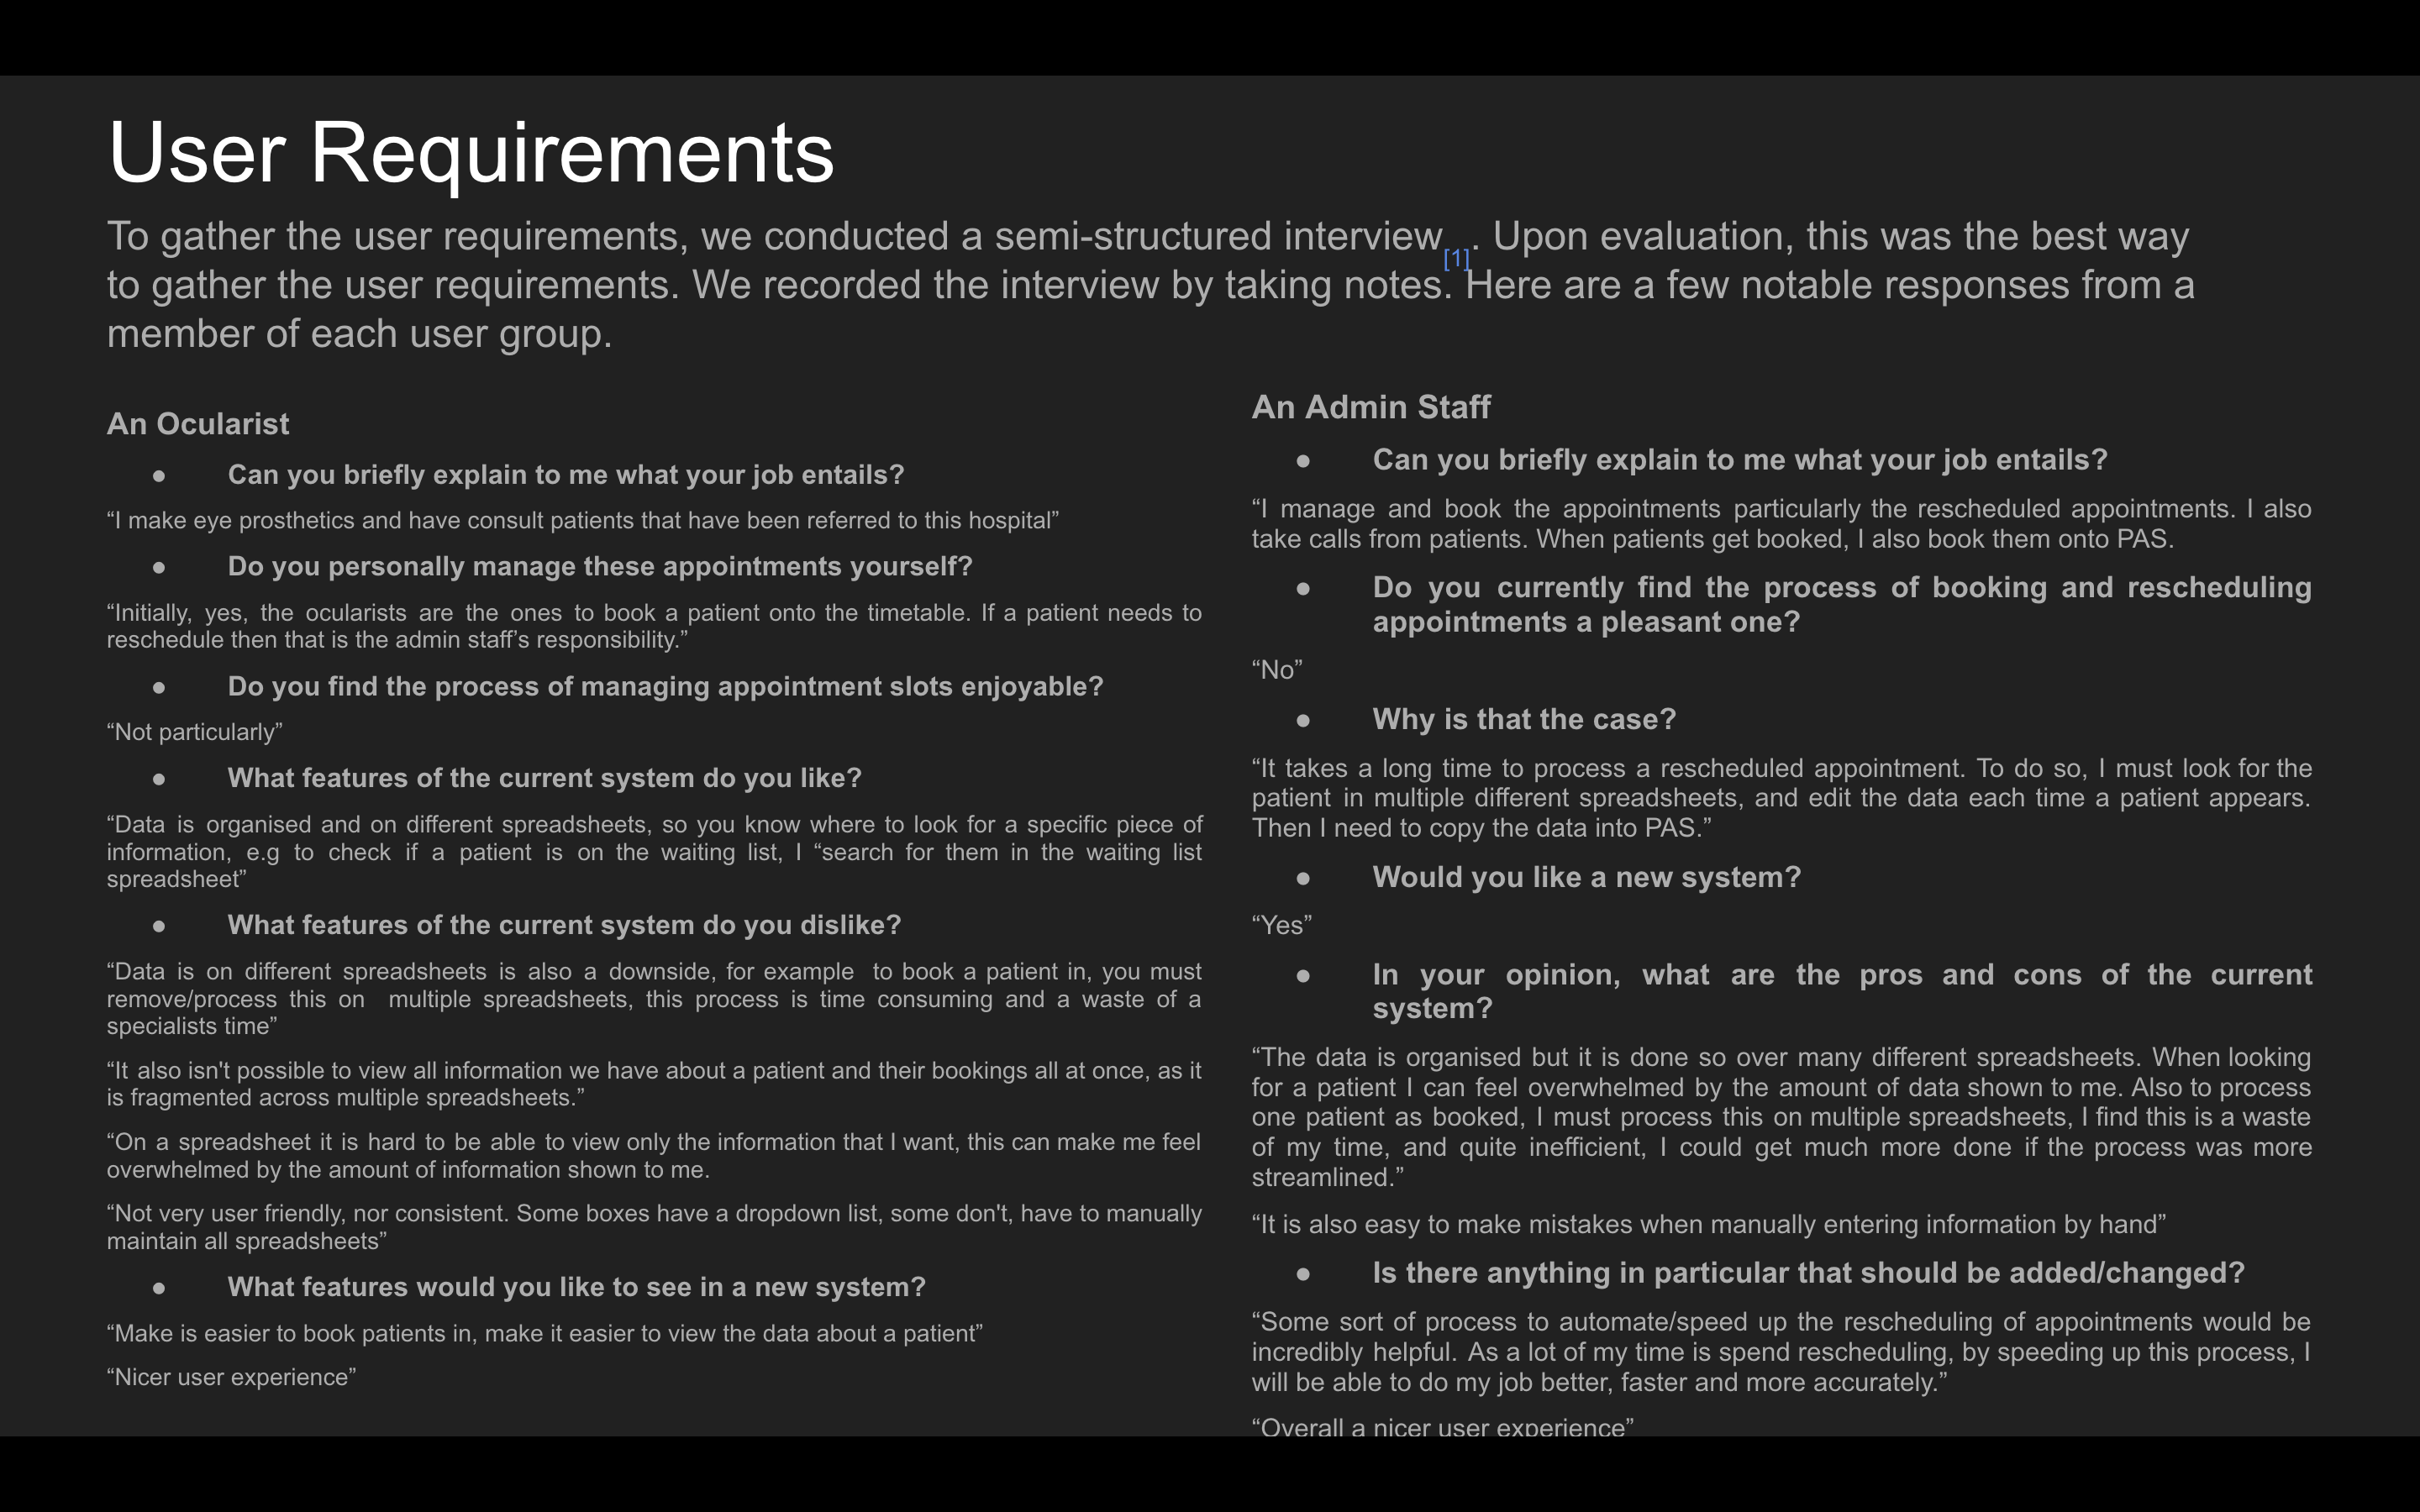 User Requirements
To gather the user requirements, we conducted a semi-structured interview[1]. Upon evaluation, this was the best way
to gather the user requirements. We recorded the interview by taking notes. Here are a few notable responses from a
member of each user group.
An Ocularist
● Can you briefly explain to me what your job entails?
“I make eye prosthetics and have consult patients that have been referred to this hospital”
● Do you personally manage these appointments yourself?
“Initially, yes, the ocularists are the ones to book a patient onto the timetable. If a patient needs to
reschedule then that is the admin staff’s responsibility.”
● Do you find the process of managing appointment slots enjoyable?
“Not particularly”
● What features of the current system do you like?
“Data is organised and on different spreadsheets, so you know where to look for a specific piece of
information, e.g to check if a patient is on the waiting list, I “search for them in the waiting list
spreadsheet”
● What features of the current system do you dislike?
“Data is on different spreadsheets is also a downside, for example to book a patient in, you must
remove/process this on multiple spreadsheets, this process is time consuming and a waste of a
specialists time”
“It also isn't possible to view all information we have about a patient and their bookings all at once, as it
is fragmented across multiple spreadsheets.”
“On a spreadsheet it is hard to be able to view only the information that I want, this can make me feel
overwhelmed by the amount of information shown to me.
“Not very user friendly, nor consistent. Some boxes have a dropdown list, some don't, have to manually
maintain all spreadsheets”
● What features would you like to see in a new system?
“Make is easier to book patients in, make it easier to view the data about a patient”
“Nicer user experience”
An Admin Staff
● Can you briefly explain to me what your job entails?
“I manage and book the appointments particularly the rescheduled appointments. I also
take calls from patients. When patients get booked, I also book them onto PAS.
● Do you currently find the process of booking and rescheduling
appointments a pleasant one?
“No”
● Why is that the case?
“It takes a long time to process a rescheduled appointment. To do so, I must look for the
patient in multiple different spreadsheets, and edit the data each time a patient appears.
Then I need to copy the data into PAS.”
● Would you like a new system?
“Yes”
● In your opinion, what are the pros and cons of the current
system?
“The data is organised but it is done so over many different spreadsheets. When looking
for a patient I can feel overwhelmed by the amount of data shown to me. Also to process
one patient as booked, I must process this on multiple spreadsheets, I find this is a waste
of my time, and quite inefficient, I could get much more done if the process was more
streamlined.”
“It is also easy to make mistakes when manually entering information by hand”
● Is there anything in particular that should be added/changed?
“Some sort of process to automate/speed up the rescheduling of appointments would be
incredibly helpful. As a lot of my time is spend rescheduling, by speeding up this process, I
will be able to do my job better, faster and more accurately.”
“Overall a nicer user experience”